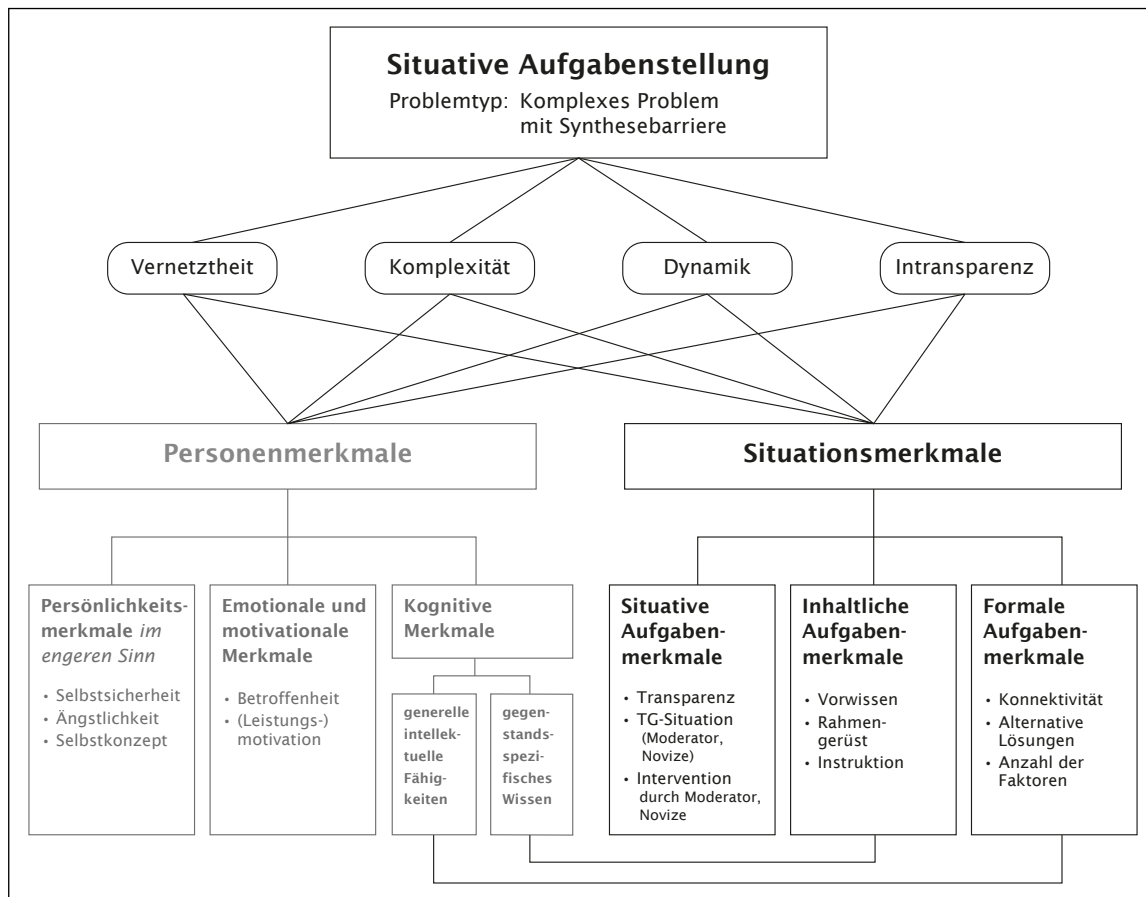 Situative Aufgabenstellung
Problemtyp: Komplexes Problem
mit Synthesebarriere
Vernetztheit
Komplexität
Dynamik
Intransparenz
Personenmerkmale
Situationsmerkmale
Persönlichkeits-
merkmale im
engeren Sinn
• Selbstsicherheit
• Ängstlichkeit
• Selbstkonzept
Emotionale und
motivationale
Merkmale
• Betroffenheit
• (Leistungs-)
motivation
Kognitive
Merkmale
generelle
intellek-
tuelle
Fähig-
keiten
gegen-
stands-
spezi-
fisches
Wissen
Situative
Aufgaben-
merkmale
• Transparenz
• TG-Situation
(Moderator,
Novize)
• Intervention
durch Moderator,
Novize
Inhaltliche
Aufgaben-
merkmale
• Vorwissen
• Rahmen-
gerüst
• Instruktion
Formale
Aufgaben-
merkmale
• Konnektivität
• Alternative
Lösungen
• Anzahl der
Faktoren